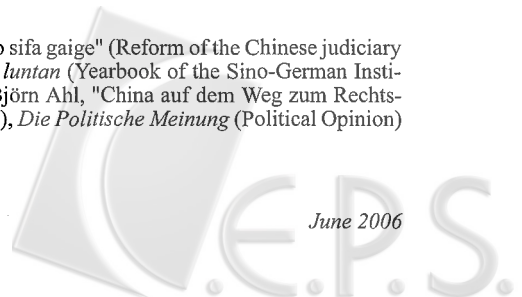 o sifa gaige" (Reform of the Chinese judiciary
luntan (Yearbook of the Sino-German Insti-
jörn Ahl, "China auf dem Weg zum Rechts-
), Die Politische Meinung (Political Opinion)
June 2006
C.E.P.S.